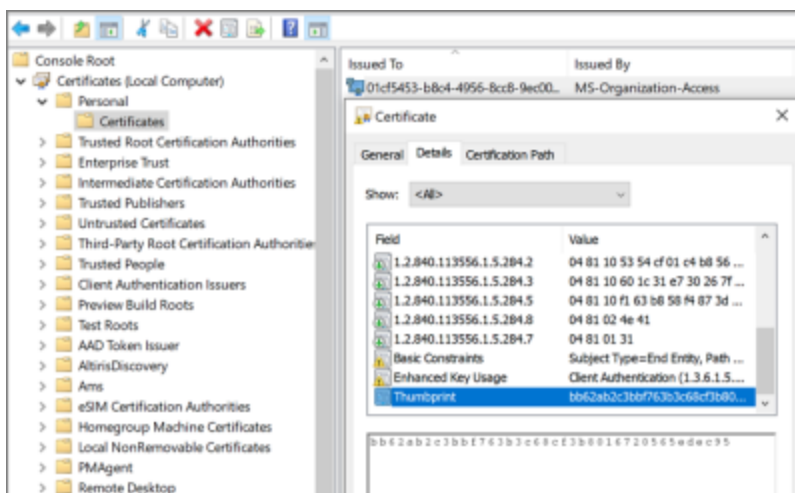 Console Root
Certificates (Local Computer)
Personal
Certificates
Trusted Root Certification Authorities
Enterprise Trust
Intermediate Certification Authorities
Trusted Publishers
Untrusted Certificates
Third-Party Root Certification Authoritie
Trusted People
Client Authentication Issuers
Preview Build Roots
Test Roots
AAD Token Issuer
AltirisDiscovery
Ams
eSIM Certification Authorities
Homegroup Machine Certificates
Local NonRemovable Certificates
PMAgent
Remote Desktop
Issued To Issued By
01cf5453-b8c4-4956-8cc8-9ec00... MS-Organization-Access
Certificate
General Details Certification Path
Show: <All>
Field Value
1.2.840.113556.1.5.284.2 04 81 10 53 54 cf 01 c4 b8 56 ...
1.2.840.113556.1.5.284.3 04 81 10 60 1c 31 e7 30 26 7f ...
1.2.840.113556.1.5.284.5 04 81 10 f1 63 b8 58 f4 87 3d ...
1.2.840.113556.1.5.284.8 04 81 02 4e 41
1.2.840.113556.1.5.284.7 04 81 01 31
Basic Constraints Subject Type=End Entity, Path ...
Enhanced Key Usage Client Authentication (1.3.6.1.5....
Thumbprint bb62ab2c3bbf763b3c68cf3b80...
bb62ab2c3bbf763b3c68cf3b8016720565edec95